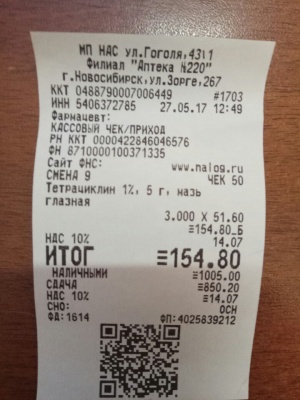 МП НАС ул.Гоголя,43\1
Филиал "Аптека №220"
г.Новосибирск,ул.Зорге,267
ККТ 0488790007006449 #1703
ИНН 5406372785 27.05.17 12:49
Фармацевт:
КАССОВЫЙ ЧЕК/ПРИХОД
РН ККТ 0000422846046576
ФН 8710000100371335
Сайт ФНС: www.nalog.ru
СМЕНА 9 ЧЕК 50
Тетрациклин 1%, 5 г, мазь
глазная
3.000 X 51.60
≡154.80_Б
НДС 10% 14.07
ИТОГ ≡154.80
НАЛИЧНЫМИ ≡1005.00
СДАЧА ≡850.20
НДС 10% ≡14.07
СНО: ОСН
ФД:1614 ФП:4025839212